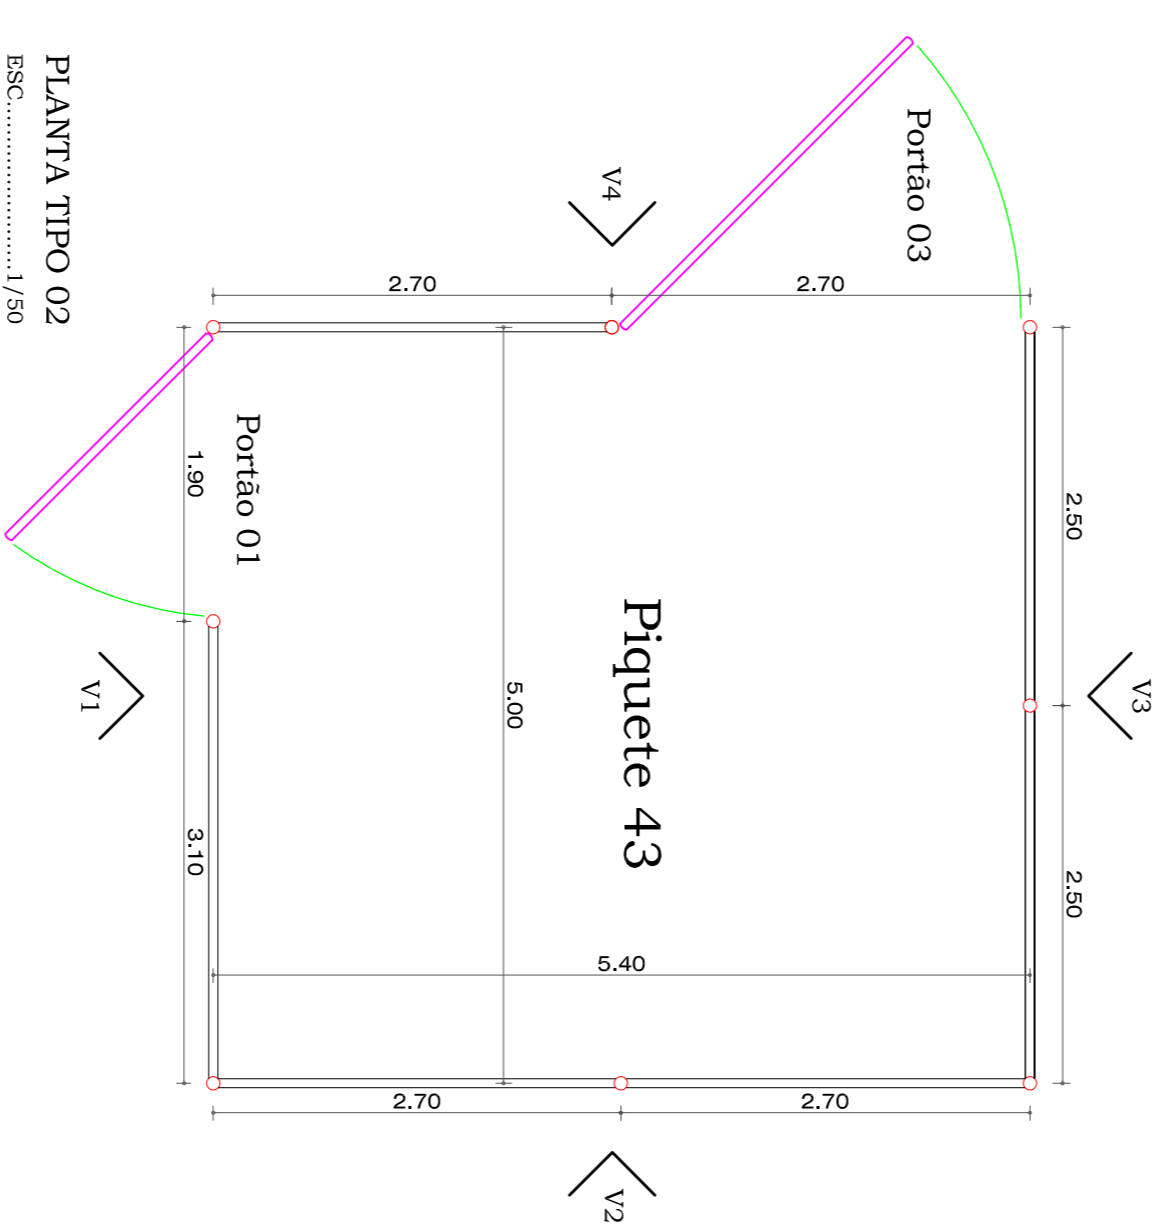 V3
2.50
2.50
Portão 03
2.70
2.70
V4
Piquete 43
5.00
5.40
2.70
2.70
V2
Portão 01
1.90
3.10
V1
PLANTA TIPO 02
ESC.....................1/50